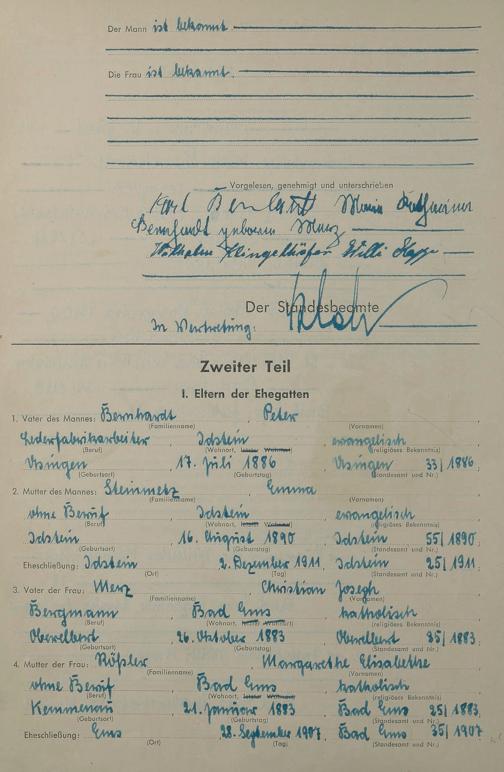 Der Mann ist bekannt
Die Frau ist bekannt.
Vorgelesen, genehmigt und unterschrieben
Karl Bernhardt Maria Katharina
Bernhardt geborene Merz
Wilhelm Klingelhöfer Willi
Der Standesbeamte
In Vertretung:
Zweiter Teil
I. Eltern der Ehegatten
1. Vater des Mannes: Bernhardt, Peter
(Familienname) (Vornamen)
Lederfabrikarbeiter, Idstein, evangelisch
(Beruf) (Wohnort, letzter Wohnort) (religiöses Bekenntnis)
Usingen, 17. Juli 1886, Usingen 33/1886,
(Geburtsort) (Geburtstag) (Standesamt und Nr.)
2. Mutter des Mannes: Steinmetz, Emma
(Familienname) (Vornamen)
ohne Beruf, Idstein, evangelisch
(Beruf) (Wohnort, letzter Wohnort) (religiöses Bekenntnis)
Idstein, 16. August 1890, Idstein 55/1890,
(Geburtsort) (Geburtstag) (Standesamt und Nr.)
Eheschließung: Idstein, 2. Dezember 1911, Idstein 25/1911,
(Ort) (Tag) (Standesamt und Nr.)
3. Vater der Frau: Merz, Christian Joseph
(Familienname) (Vornamen)
Bergmann, Bad Ems, katholisch
(Beruf) (Wohnort, letzter Wohnort) (religiöses Bekenntnis)
Oberelbert, 26. Oktober 1883, Oberelbert 35/1883,
(Geburtsort) (Geburtstag) (Standesamt und Nr.)
4. Mutter der Frau: Rößler, Margarethe Elisabethe
(Familienname) (Vornamen)
ohne Beruf, Bad Ems, katholisch
(Beruf) (Wohnort, letzter Wohnort) (religiöses Bekenntnis)
Kemmenau, 21. Januar 1883, Bad Ems 25/1883,
(Geburtsort) (Geburtstag) (Standesamt und Nr.)
Eheschließung: Ems, 28. September 1907, Bad Ems 35/1907
(Ort) (Tag) (Standesamt und Nr.)